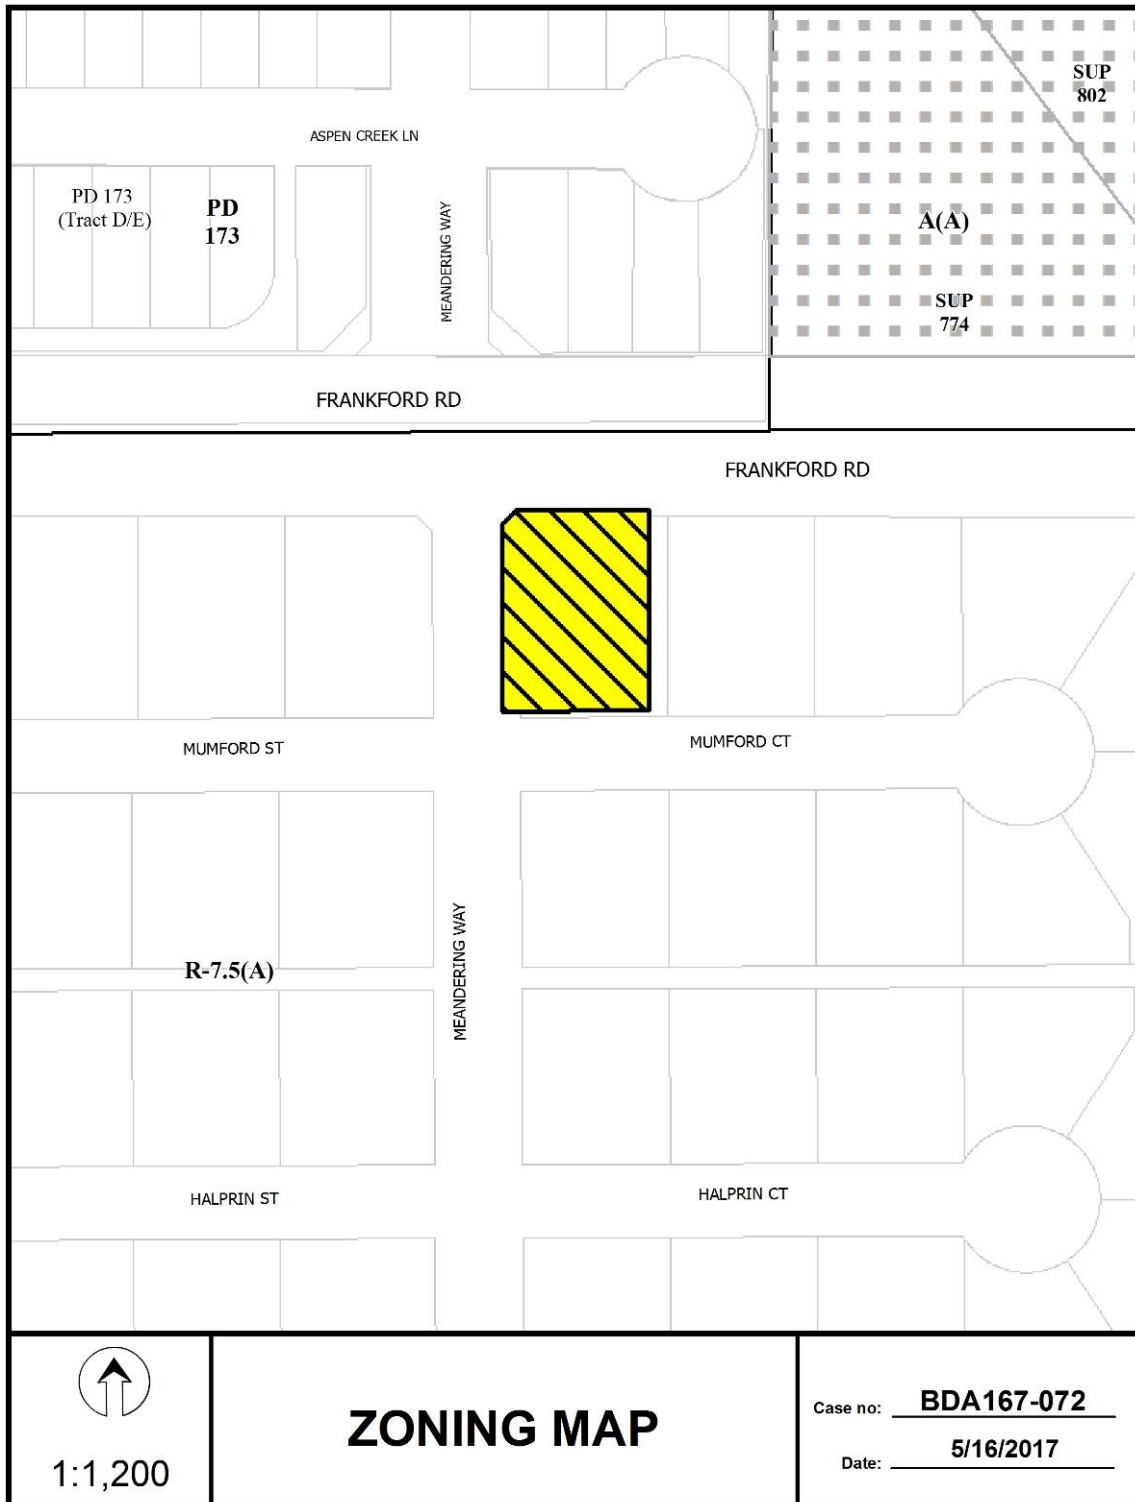 SUP
802
ASPEN CREEK LN
PD 173
(Tract D/E)
PD
173
MEANDERING WAY
A(A)
SUP
774
FRANKFORD RD
FRANKFORD RD
MUMFORD ST
MUMFORD CT
MEANDERING WAY
R-7.5(A)
HALPRIN ST
HALPRIN CT
1:1,200
ZONING MAP
Case no: BDA167-072
Date: 5/16/2017